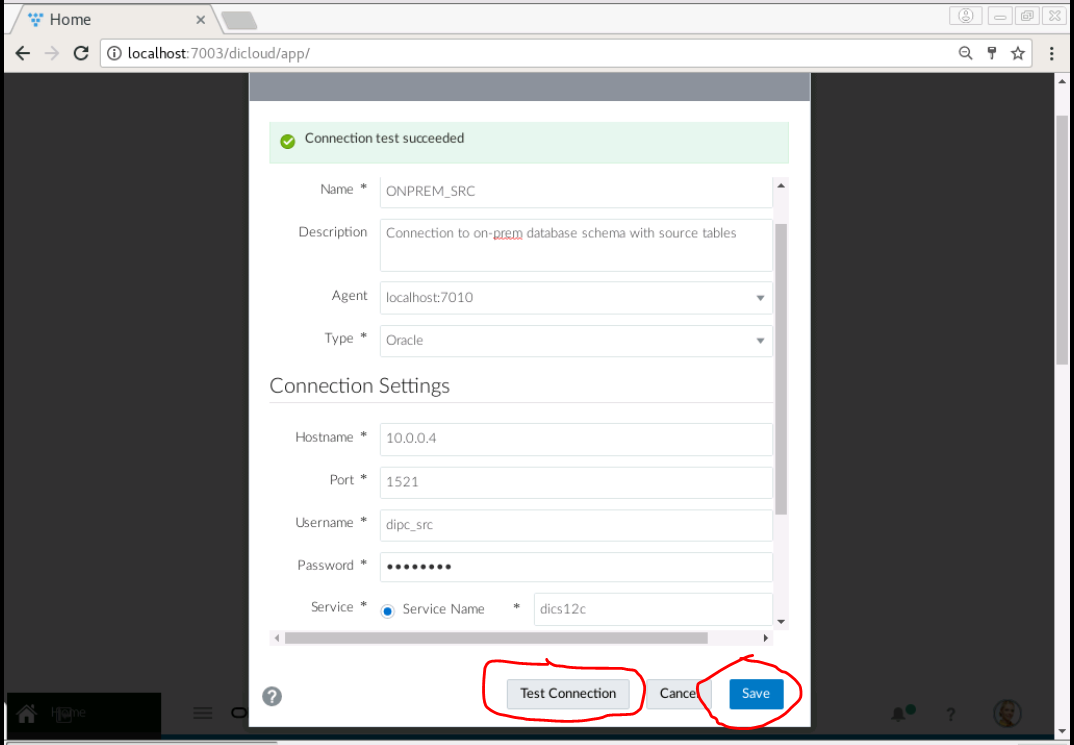 Home
localhost:7003/dicloud/app/
Connection test succeeded
Name * ONPREM_SRC
Description Connection to on-prem database schema with source tables
Agent localhost:7010
Type * Oracle
Connection Settings
Hostname * 10.0.0.4
Port * 1521
Username * dipc_src
Password * ••••••••
Service * Service Name * dics12c
? Test Connection Cancel Save
Home ?